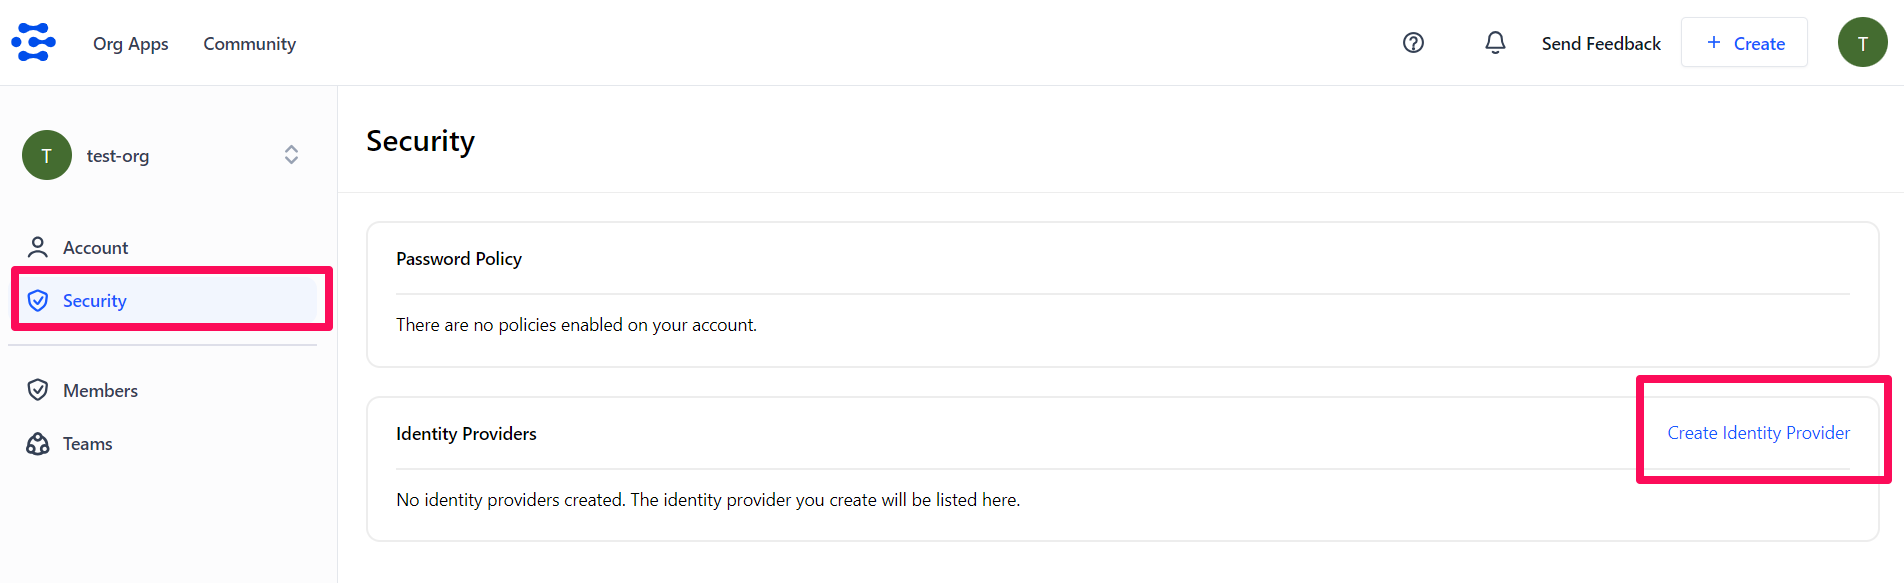 Org Apps Community Send Feedback + Create T
T test-org
Account
Security
Members
Teams
Security
Password Policy
There are no policies enabled on your account.
Identity Providers Create Identity Provider
No identity providers created. The identity provider you create will be listed here.